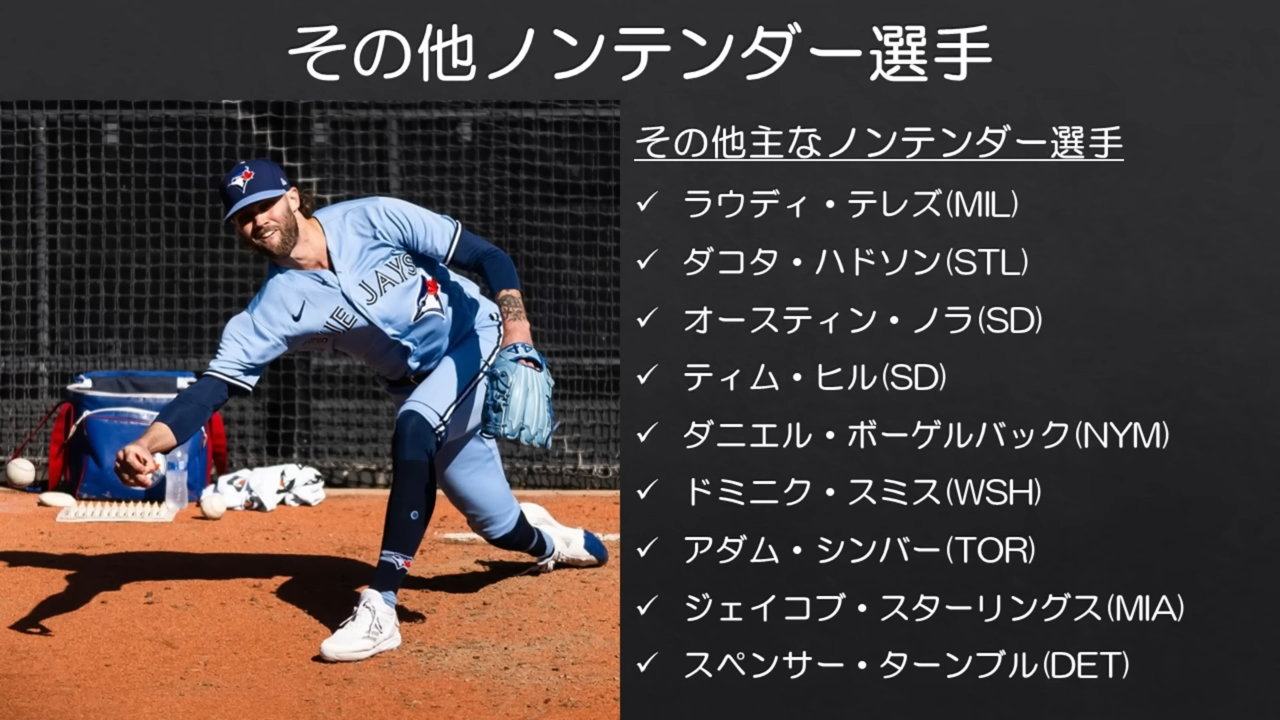 その他ノンテンダー選手
その他主なノンテンダー選手
✓ ラウディ・テレズ(MIL)
✓ ダコタ・ハドソン(STL)
✓ オースティン・ノラ(SD)
✓ ティム・ヒル(SD)
✓ ダニエル・ボーゲルバック(NYM)
✓ ドミニク・スミス(WSH)
✓ アダム・シンバー(TOR)
✓ ジェイコブ・スターリングス(MIA)
✓ スペンサー・ターンブル(DET)
JAYS